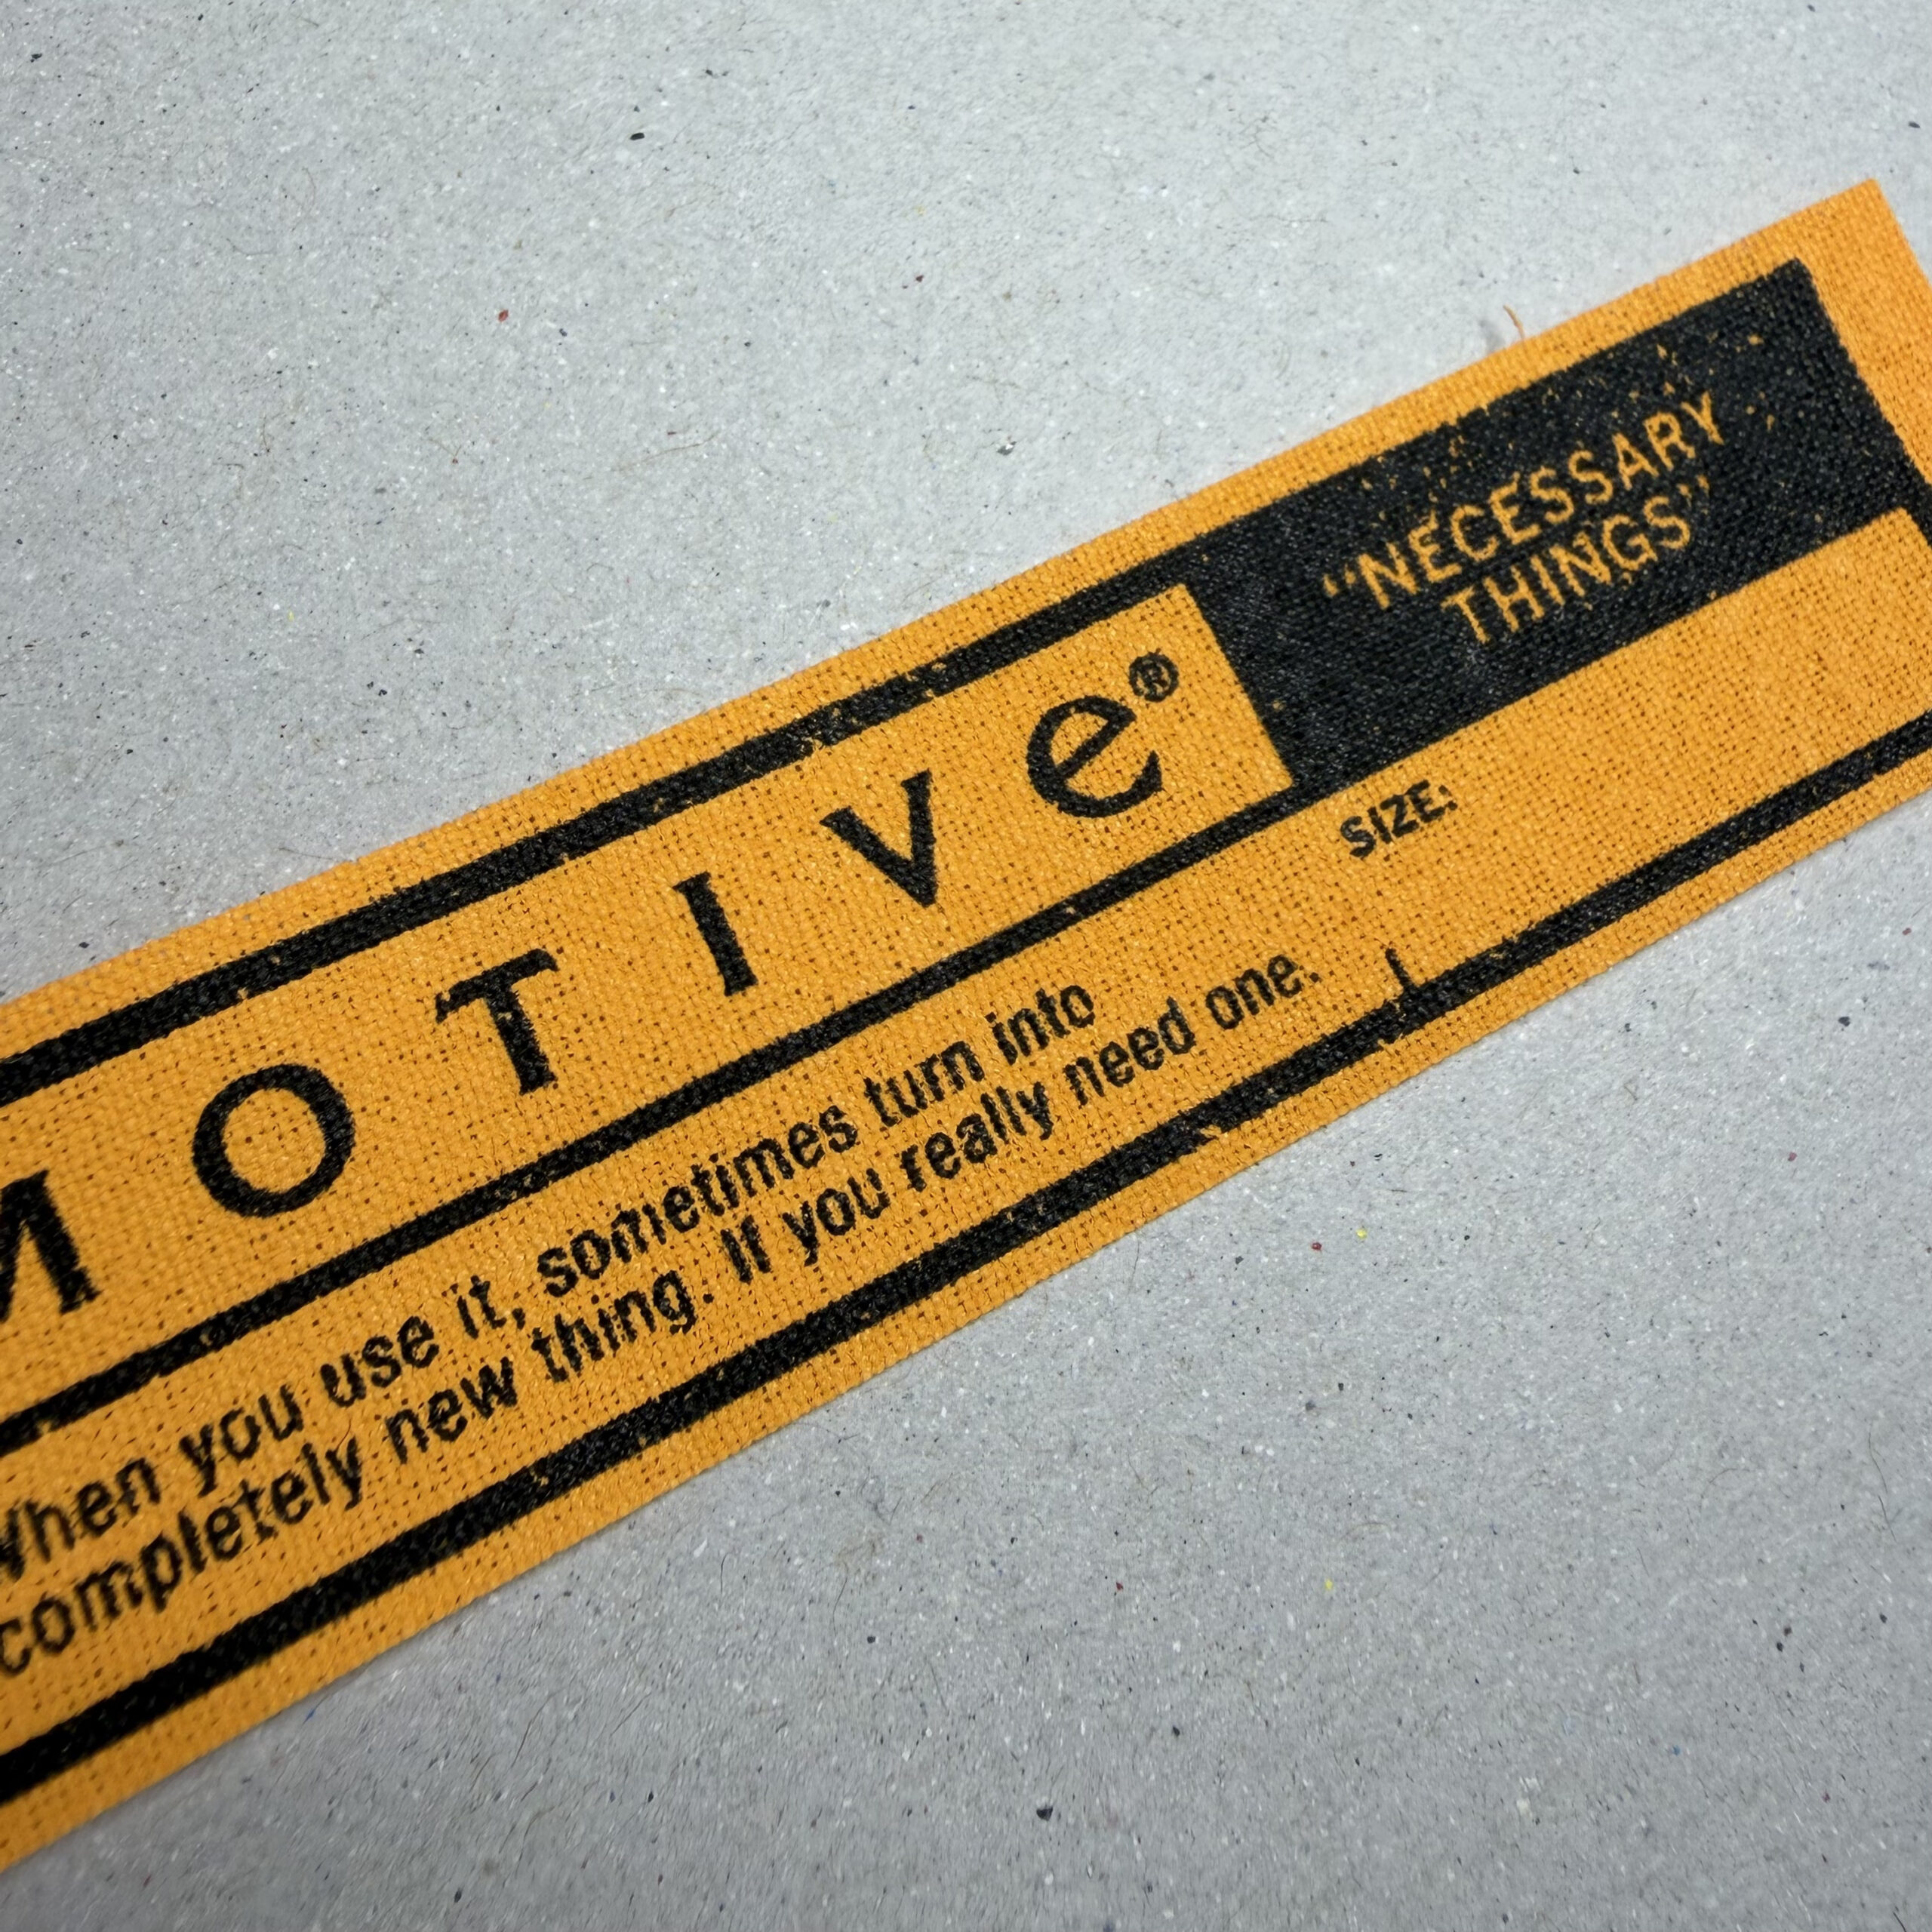 MOTIVe®
"NECESSARY
THINGS"
SIZE:
When you use it, sometimes turn into
completely new thing. If you really need one.